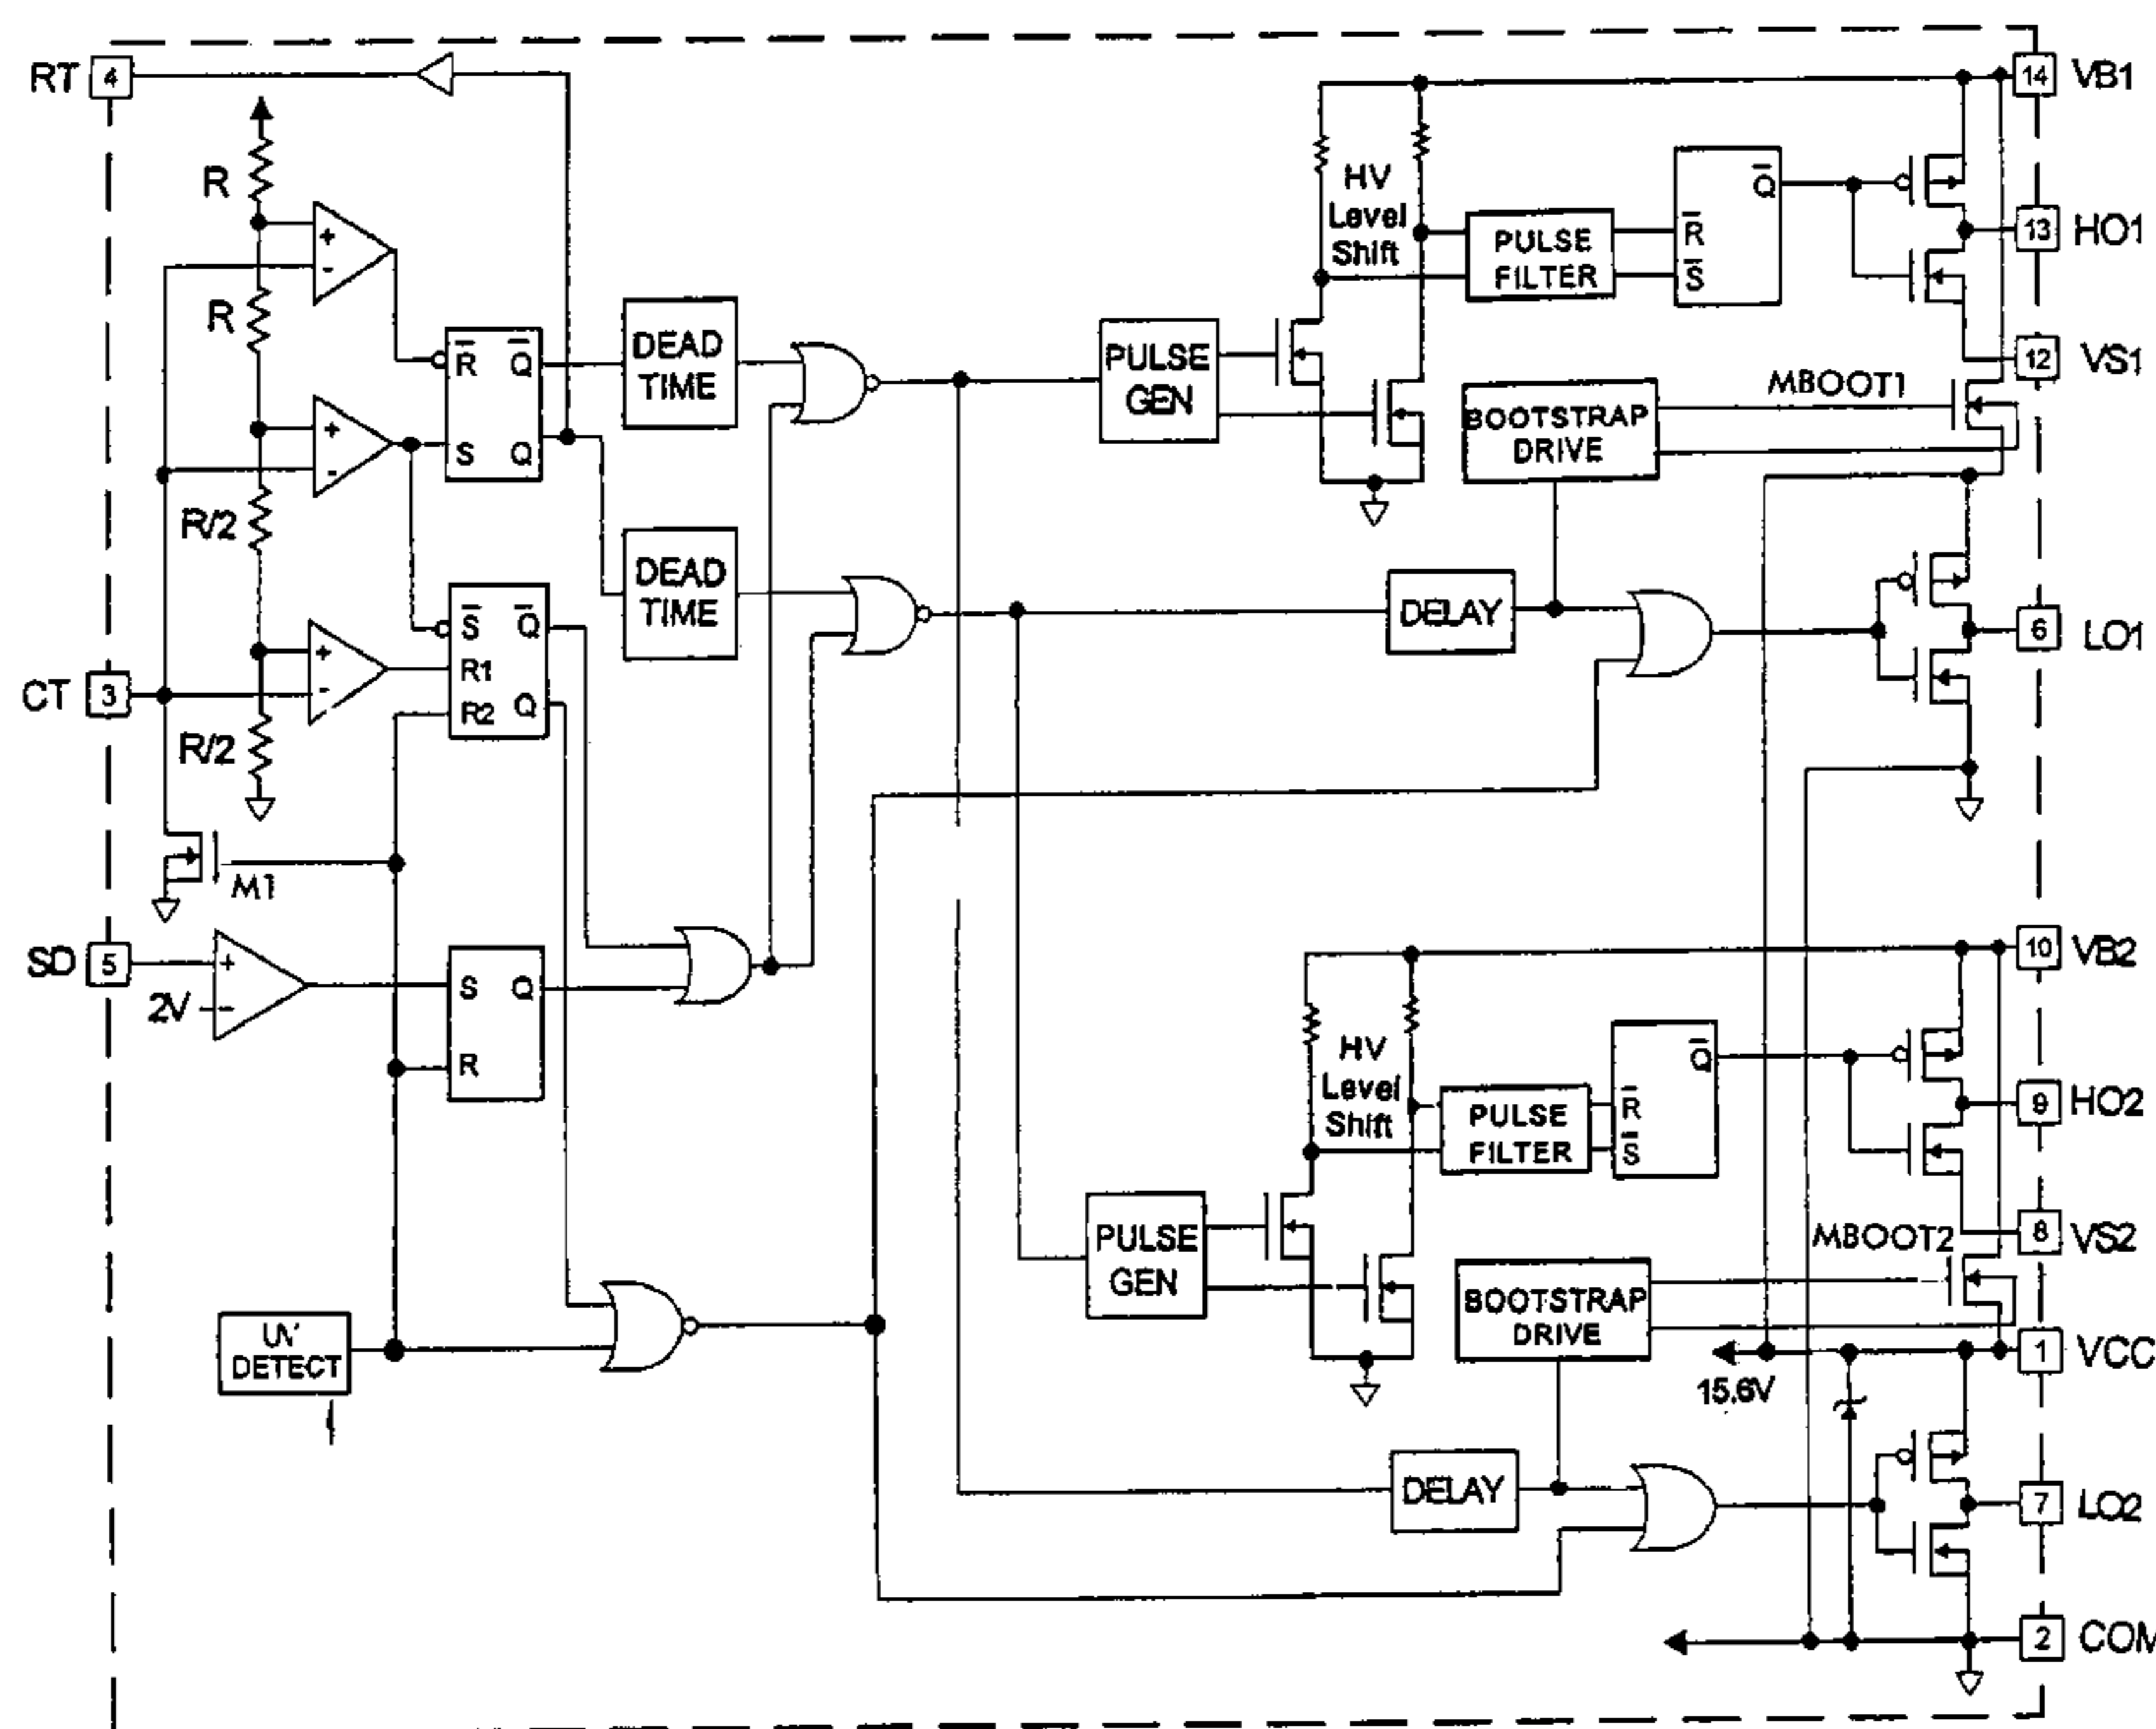 RT 4
14 VB1
R
HV
Level
Shift
Q
+
-
R
PULSE
FILTER
R
S
13 HO1
R Q
S Q
DEAD
TIME
PULSE
GEN
12 VS1
MBOOT1
BOOTSTRAP
DRIVE
+
-
R/2
DEAD
TIME
S Q
R1
R2 Q
DELAY
6 LO1
+
-
CT 3
R/2
M1
SD 5
+
2V -
S Q
R
10 VB2
HV
Level
Shift
Q
R
S
PULSE
FILTER
9 HO2
PULSE
GEN
MBOOT2
8 VS2
BOOTSTRAP
DRIVE
UV
DETECT
1 VCC
15.6V
DELAY
7 LO2
2 COM